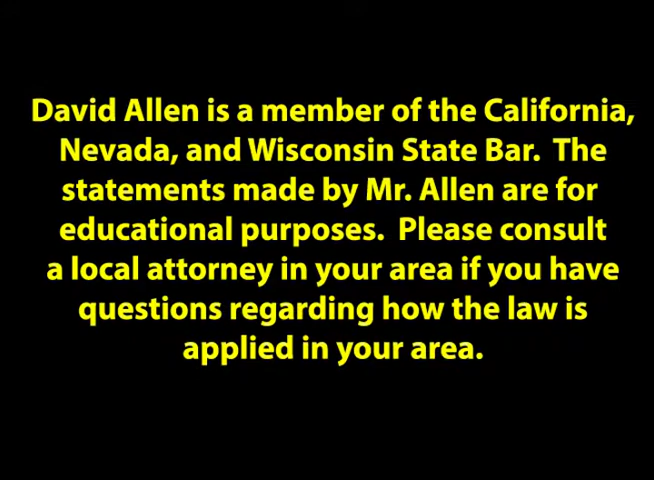 David Allen is a member of the California,
Nevada, and Wisconsin State Bar.  The
statements made by Mr. Allen are for
educational purposes.  Please consult
a local attorney in your area if you have
questions regarding how the law is
applied in your area.